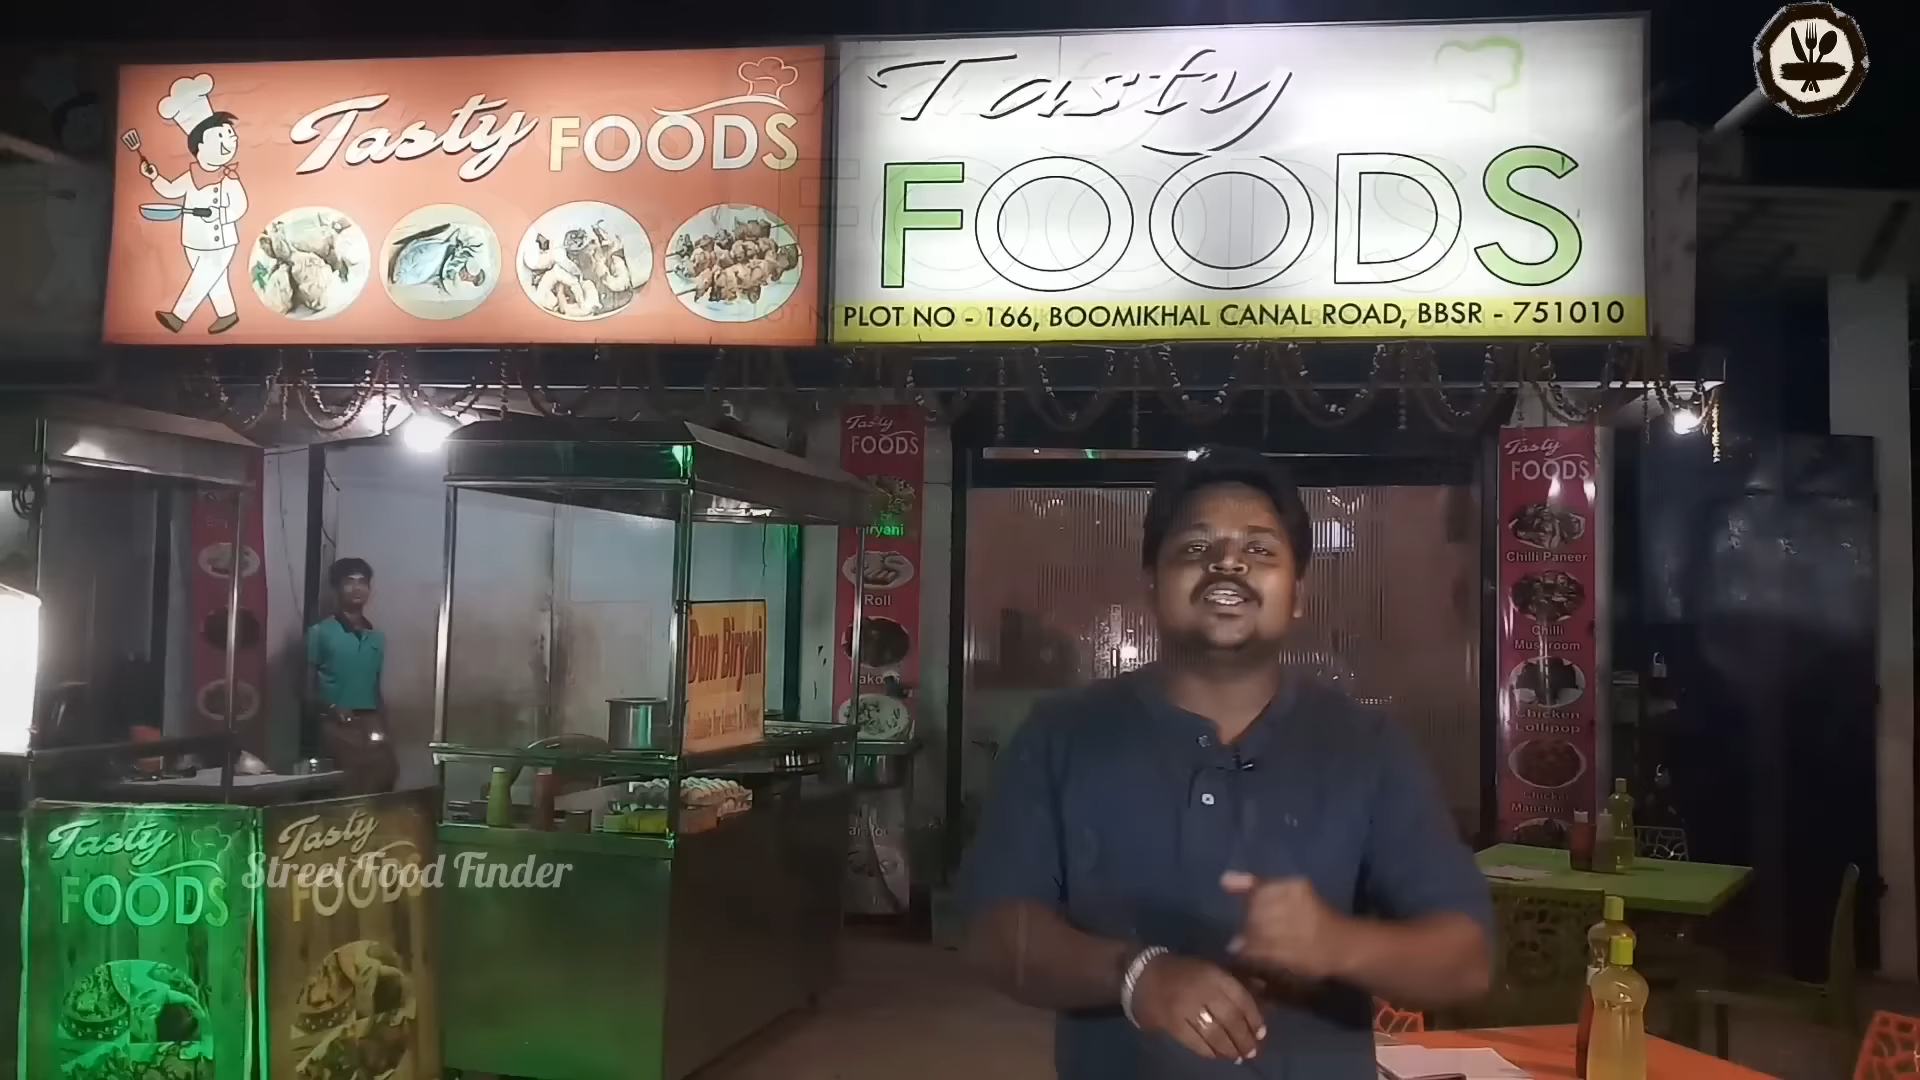 Tasty FOODS
Tasty
FOODS
PLOT NO - 166, BOOMIKHAL CANAL ROAD, BBSR - 751010
Tasty
FOODS
Biryani
Roll
Tasty
FOODS
Chilli Paneer
Chilli
Mushroom
Chicken
Lollipop
Dum Biryani
Tasty
FOODS
Tasty
FOODS
Street Food Finder